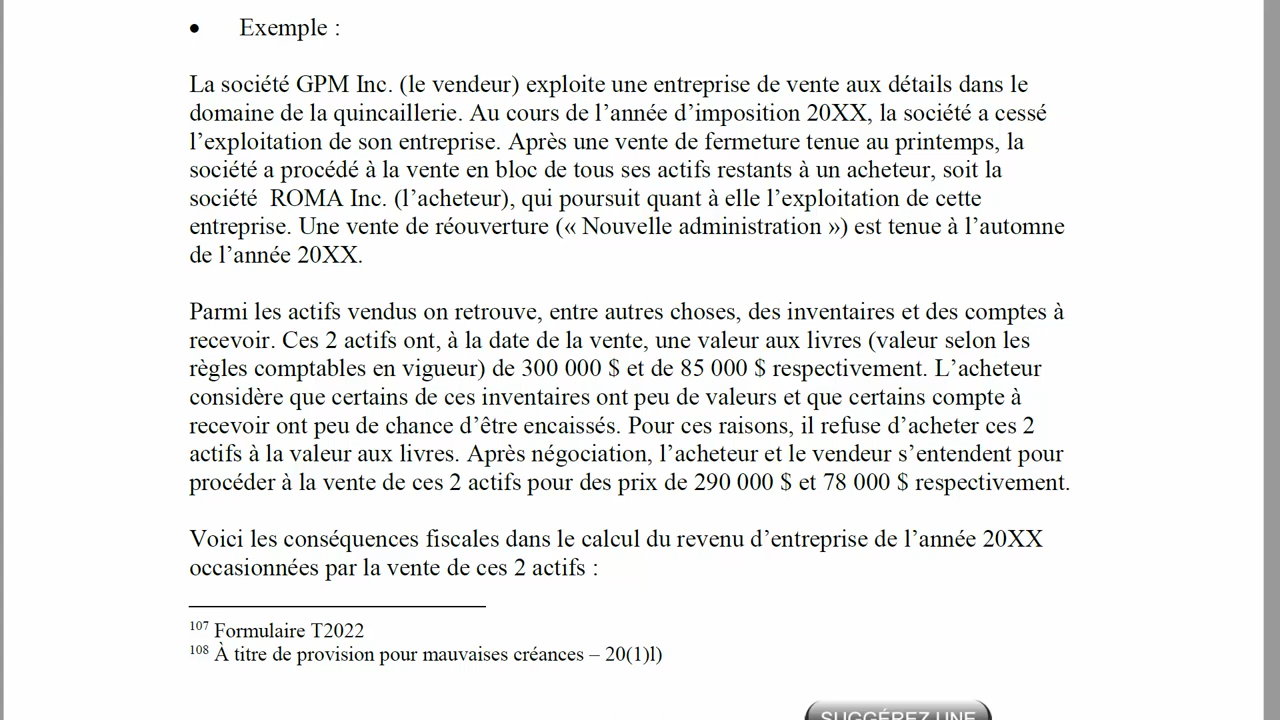 • Exemple :
La société GPM Inc. (le vendeur) exploite une entreprise de vente aux détails dans le
domaine de la quincaillerie. Au cours de l’année d’imposition 20XX, la société a cessé
l’exploitation de son entreprise. Après une vente de fermeture tenue au printemps, la
société a procédé à la vente en bloc de tous ses actifs restants à un acheteur, soit la
société  ROMA Inc. (l’acheteur), qui poursuit quant à elle l’exploitation de cette
entreprise. Une vente de réouverture (« Nouvelle administration ») est tenue à l’automne
de l’année 20XX.
Parmi les actifs vendus on retrouve, entre autres choses, des inventaires et des comptes à
recevoir. Ces 2 actifs ont, à la date de la vente, une valeur aux livres (valeur selon les
règles comptables en vigueur) de 300 000 $ et de 85 000 $ respectivement. L’acheteur
considère que certains de ces inventaires ont peu de valeurs et que certains compte à
recevoir ont peu de chance d’être encaissés. Pour ces raisons, il refuse d’acheter ces 2
actifs à la valeur aux livres. Après négociation, l’acheteur et le vendeur s’entendent pour
procéder à la vente de ces 2 actifs pour des prix de 290 000 $ et 78 000 $ respectivement.
Voici les conséquences fiscales dans le calcul du revenu d’entreprise de l’année 20XX
occasionnées par la vente de ces 2 actifs :
107 Formulaire T2022
108 À titre de provision pour mauvaises créances – 20(1)l)
SUGGÉREZ UNE